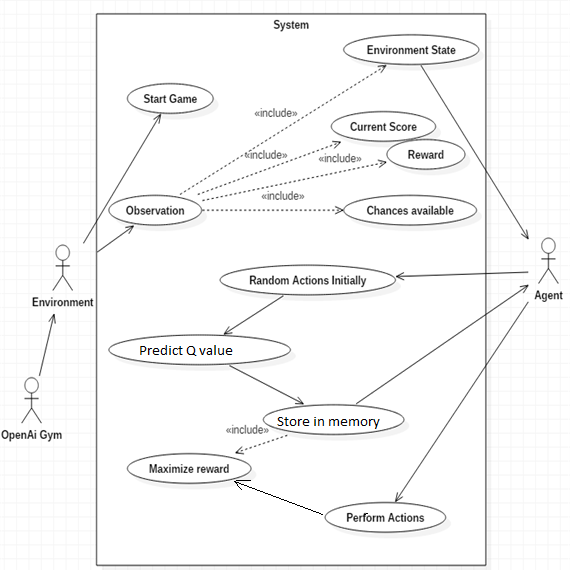 System
Environment State
Start Game
«include»
Current Score
«include»
«include»
Reward
«include»
Observation
Chances available
Random Actions Initially
Environment
Agent
Predict Q value
Store in memory
OpenAi Gym
«include»
Maximize reward
Perform Actions